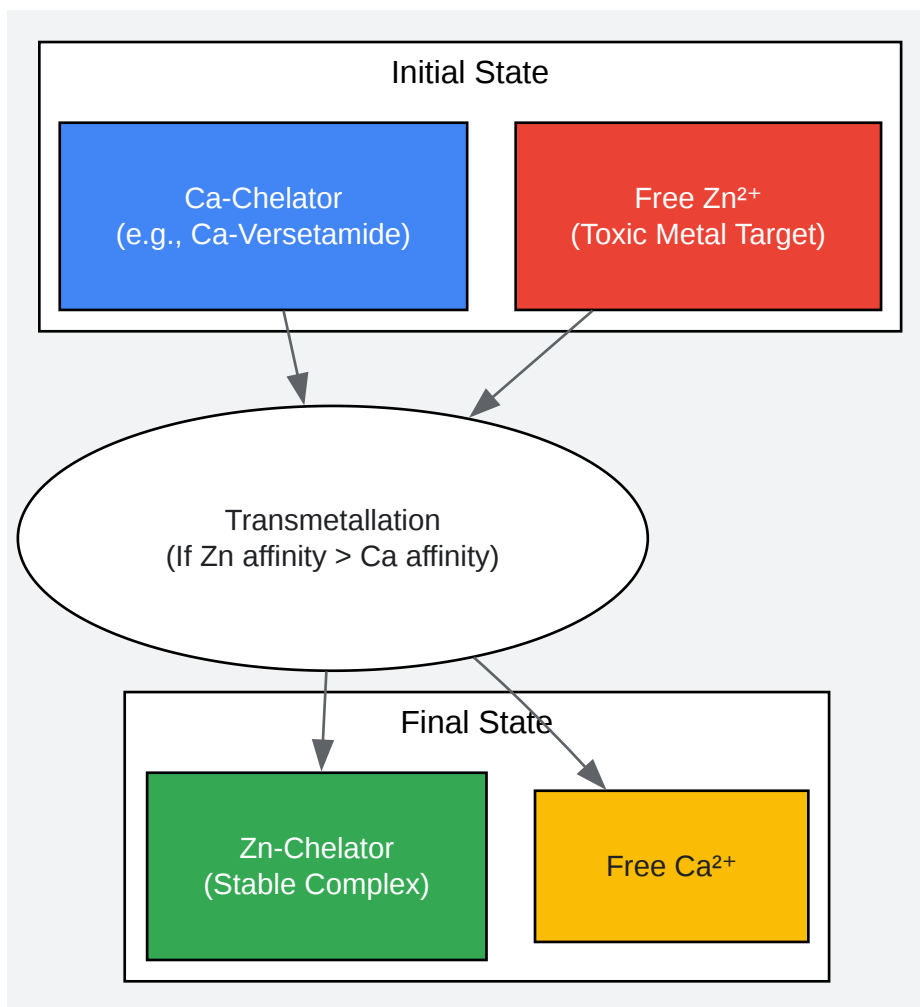 Initial State
Ca-Chelator
(e.g., Ca-Versetamide)
Free Zn²⁺
(Toxic Metal Target)
Transmetallation
(If Zn affinity > Ca affinity)
Final State
Zn-Chelator
(Stable Complex)
Free Ca²⁺